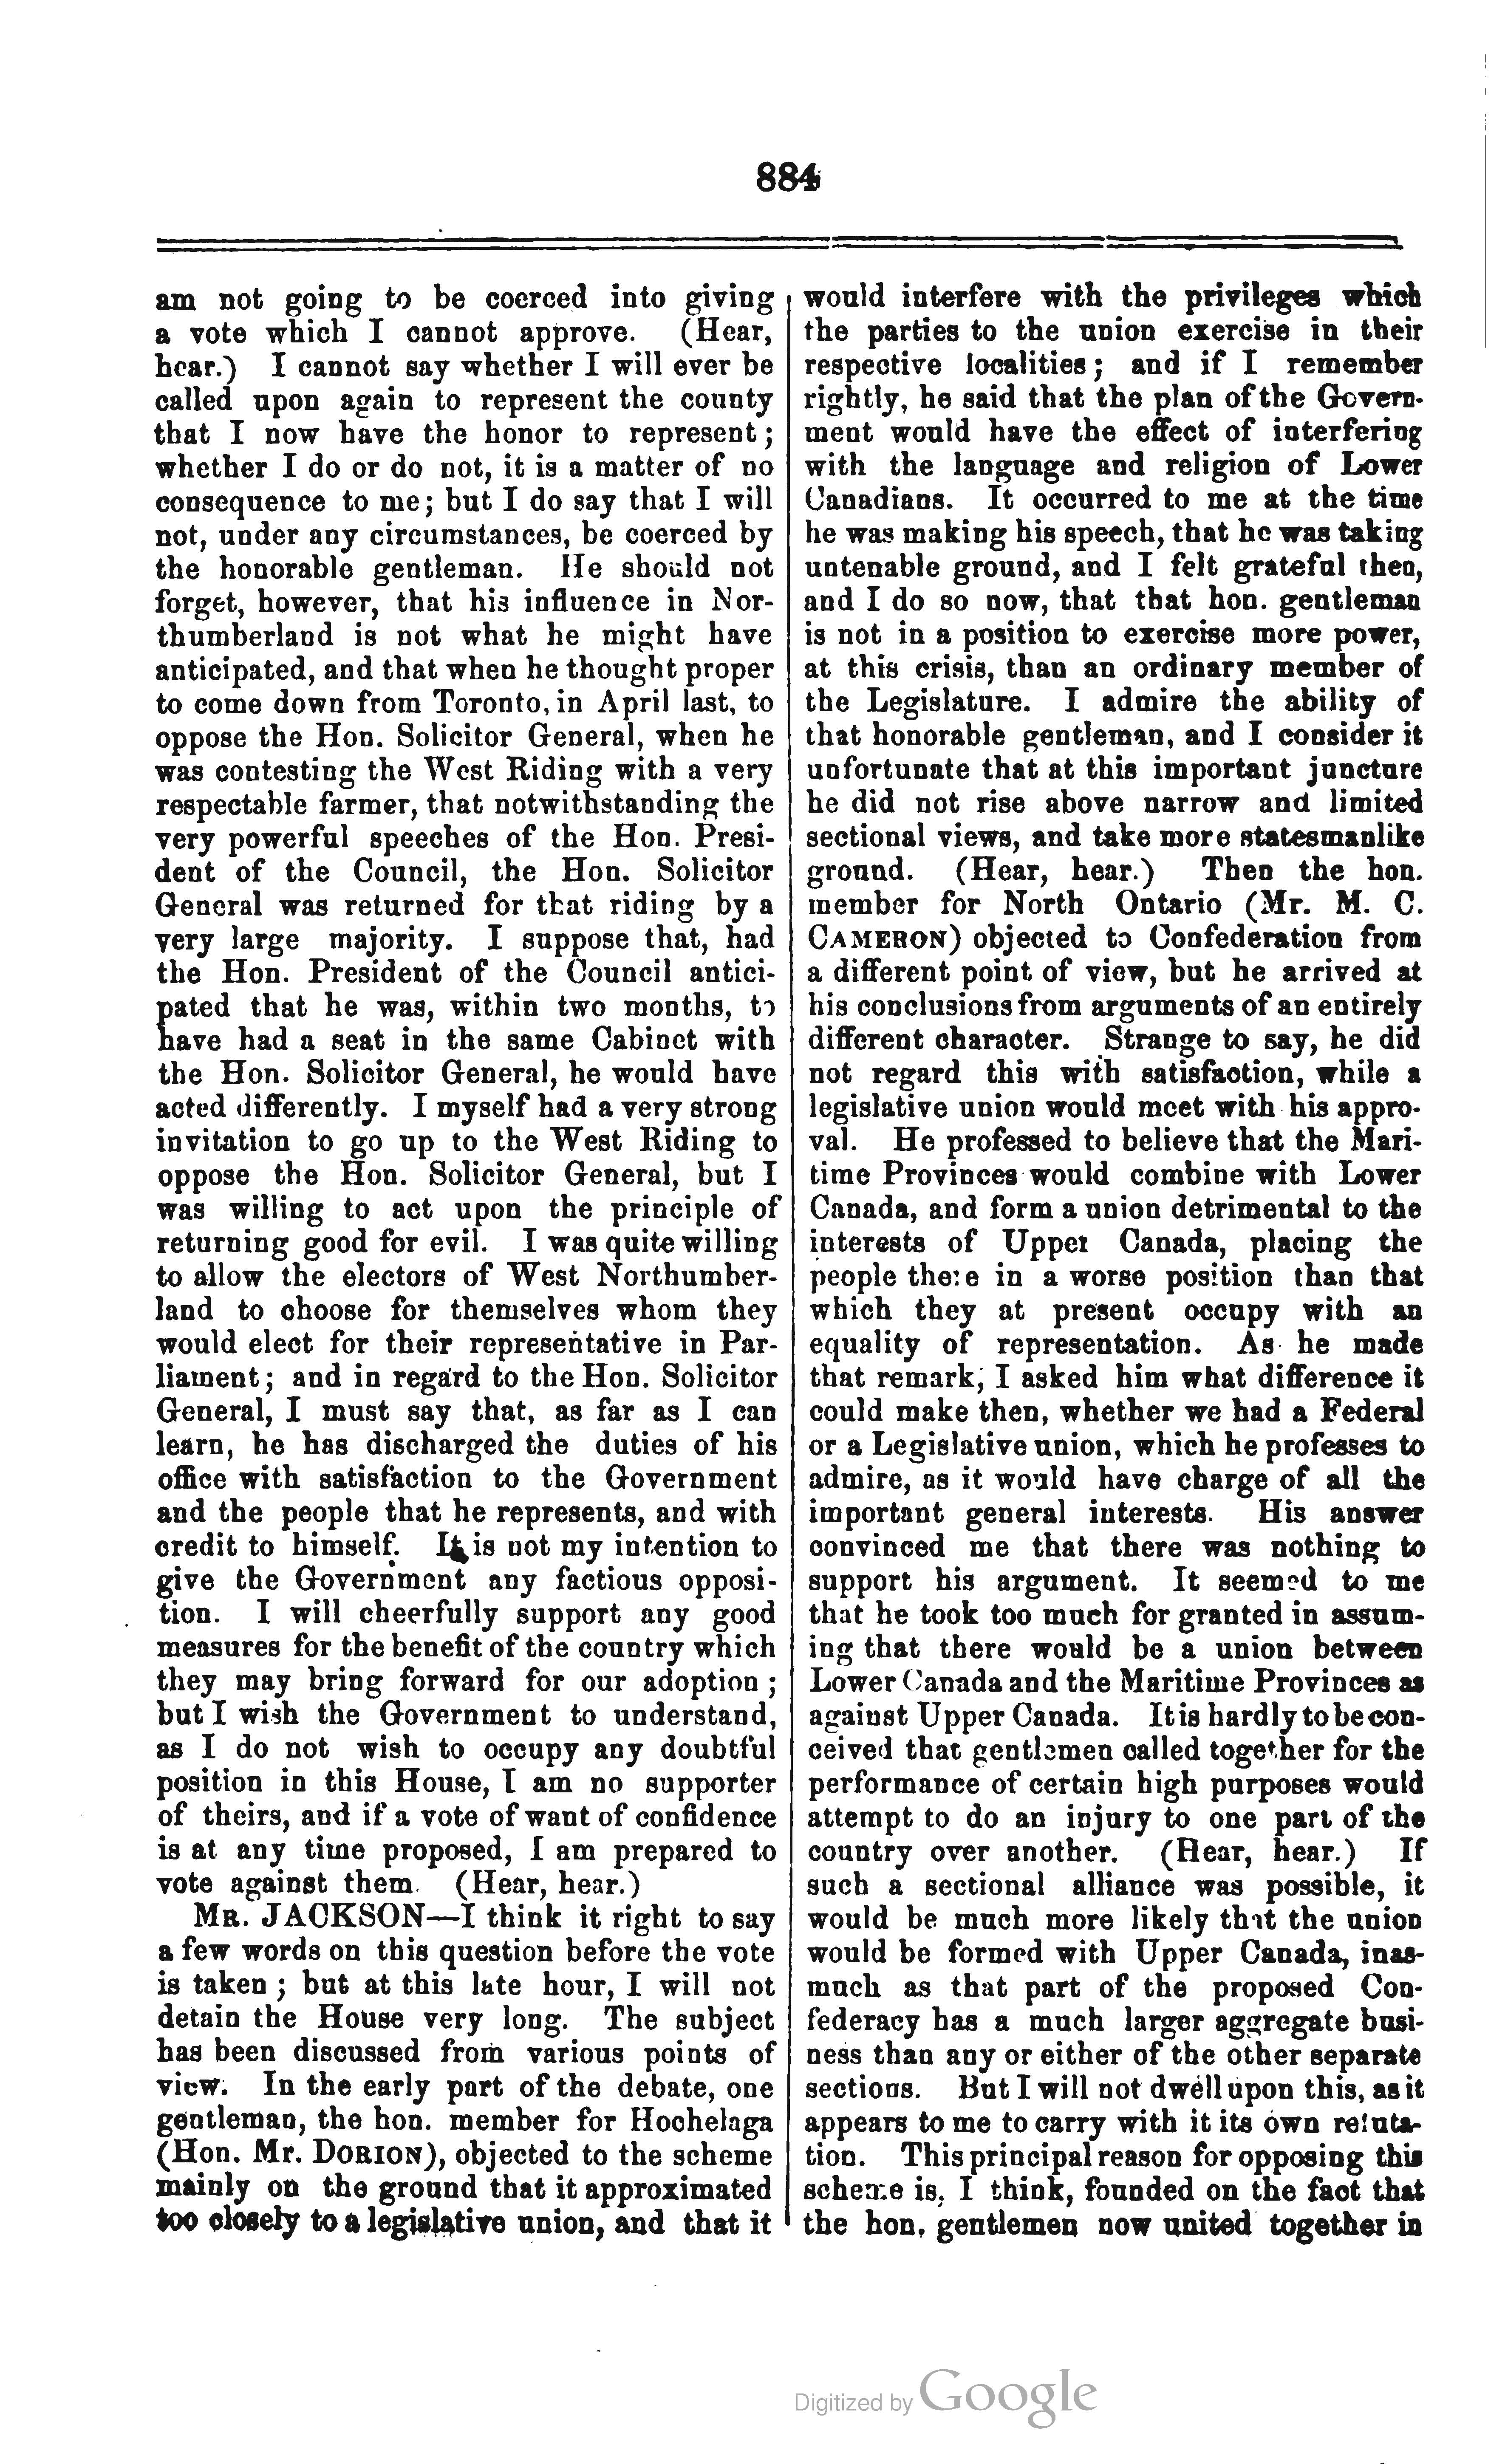 884
am not going to be coerced into giving
a vote which I cannot approve. (Hear,
hear.) I cannot say whether I will ever be
called upon again to represent the county
that I now have the honor to represent;
whether I do or do not, it is a matter of no
consequence to me; but I do say that I will
not, under any circumstances, be coerced by
the honorable gentleman. He should not
forget, however, that his influence in Nor-
thumberland is not what he might have
anticipated, and that when he thought proper
to come down from Toronto, in April last, to
oppose the Hon. Solicitor General, when he
was contesting the West Riding with a very
respectable farmer, that notwithstanding the
very powerful speeches of the Hon. Presi-
dent of the Council, the Hon. Solicitor
General was returned for that riding by a
very large majority. I suppose that, had
the Hon. President of the Council antici-
pated that he was, within two months, to
have had a seat in the same Cabinet with
the Hon. Solicitor General, he would have
acted differently. I myself had a very strong
invitation to go up to the West Riding to
oppose the Hon. Solicitor General, but I
was willing to act upon the principle of
returning good for evil. I was quite willing
to allow the electors of West Northumber-
land to choose for themselves whom they
would elect for their representative in Par-
liament; and in regard to the Hon. Solicitor
General, I must say that, as far as I can
learn, he has discharged the duties of his
office with satisfaction to the Government
and the people that he represents, and with
credit to himself. It is not my intention to
give the Government any factious opposi-
tion. I will cheerfully support any good
measures for the benefit of the country which
they may bring forward for our adoption;
but I wish the Government to understand,
as I do not wish to occupy any doubtful
position in this House, I am no supporter
of theirs, and if a vote of want of confidence
is at any time proposed, I am prepared to
vote against them. (Hear, hear.)
MR. JACKSON—I think it right to say
a few words on this question before the vote
is taken; but at this late hour, I will not
detain the House very long. The subject
has been discussed from various points of
view. In the early part of the debate, one
gentleman, the hon. member for Hochelaga
(Hon. Mr. DORION), objected to the scheme
mainly on the ground that it approximated
too closely to a legislative union, and that it
would interfere with the privileges which
the parties to the union exercise in their
respective localities; and if I remember
rightly, he said that the plan of the Govern-
ment would have the effect of interfering
with the language and religion of Lower
Canadians. It occurred to me at the time
he was making his speech, that he was taking
untenable ground, and I felt grateful then,
and I do so now, that that hon. gentleman
is not in a position to exercise more power,
at this crisis, than an ordinary member of
the Legislature. I admire the ability of
that honorable gentleman, and I consider it
unfortunate that at this important juncture
he did not rise above narrow and limited
sectional views, and take more statesmanlike
ground. (Hear, hear.) Then the hon.
member for North Ontario (Mr. M. C.
CAMERON) objected to Confederation from
a different point of view, but he arrived at
his conclusions from arguments of an entirely
different character. Strange to say, he did
not regard this with satisfaction, while a
legislative union would meet with his appro-
val. He professed to believe that the Mari-
time Provinces would combine with Lower
Canada, and form a union detrimental to the
interests of Upper Canada, placing the
people there in a worse position than that
which they at present occupy with an
equality of representation. As he made
that remark, I asked him what difference it
could make then, whether we had a Federal
or a Legislative union, which he professes to
admire, as it would have charge of all the
important general interests. His answer
convinced me that there was nothing to
support his argument. It seemed to me
that he took too much for granted in assum-
ing that there would be a union between
Lower Canada and the Maritime Provinces as
against Upper Canada. It is hardly to be con-
ceived that gentlemen called together for the
performance of certain high purposes would
attempt to do an injury to one part of the
country over another. (Hear, hear.) If
such a sectional alliance was possible, it
would be much more likely that the union
would be formed with Upper Canada, inas-
much as that part of the proposed Con-
federacy has a much larger aggregate busi-
ness than any or either of the other separate
sections. But I will not dwell upon this, as it
appears to me to carry with it its own refuta-
tion. This principal reason for opposing this
scheme is, I think, founded on the fact that
the hon. gentlemen now united together in
Digitized by Google